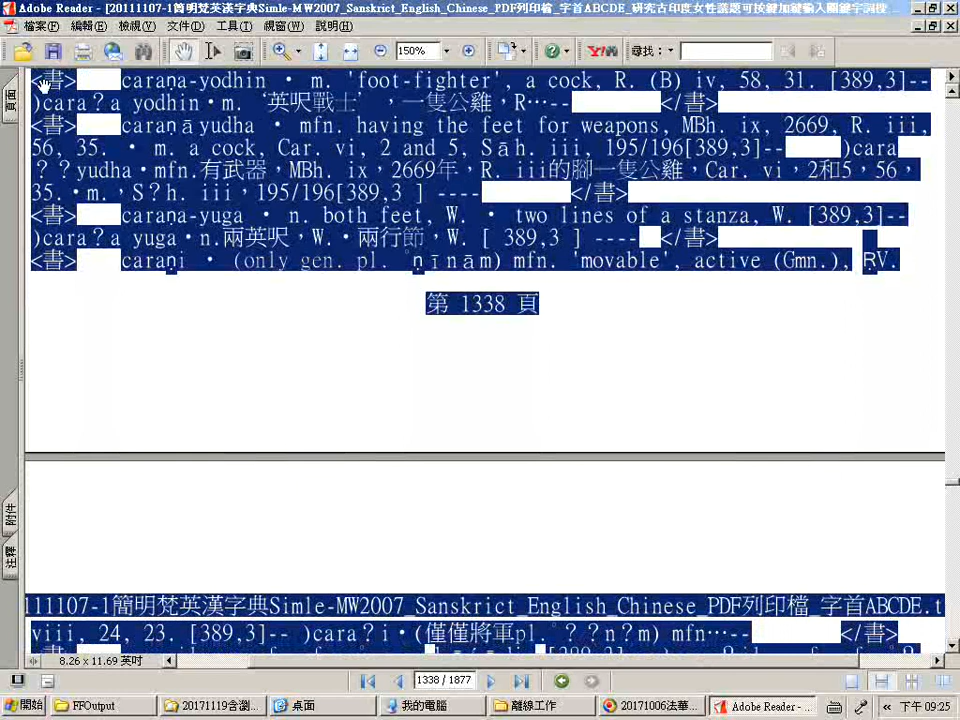 Adobe Reader - [20111107-1簡明梵英漢字典Simle-MW2007_Sanskrict_English_Chinese_PDF列印檔_字首ABCDE_研究古印度女性議題可按鍵加鍵輸入關鍵字詞搜
檔案(F) 編輯(E) 檢視(V) 文件(D) 工具(T) 視窗(W) 說明(H)
150% Y! 尋找：
頁面
<書> caraṇa-yodhin • m. 'foot-fighter', a cock, R. (B) iv, 58, 31. [389,3]--
)cara？a yodhin•m. ‘英呎戰士’，一隻公雞，R…-- </書>
<書> caraṇāyudha • mfn. having the feet for weapons, MBh. ix, 2669, R. iii,
56, 35. • m. a cock, Car. vi, 2 and 5, Sāh. iii, 195/196[389,3]-- )cara
？？yudha•mfn.有武器，MBh. ix，2669年，R. iii的腳一隻公雞，Car. vi，2和5，56，
35.•m，S？h. iii，195/196[389,3 ] ---- </書>
<書> caraṇa-yuga • n. both feet, W. • two lines of a stanza, W. [389,3]--
)cara？a yuga•n.兩英呎，W.•兩行節，W. [ 389,3 ] ---- </書>
<書> caraṇi • (only gen. pl. °ṇīnām) mfn. 'movable', active (Gmn.), ṚV.
第 1338 頁
附件
註釋
111107-1簡明梵英漢字典Simle-MW2007_Sanskrict_English_Chinese_PDF列印檔_字首ABCDE.t
viii, 24, 23. [389,3]-- )cara？i•(僅僅將軍pl.°？？n？m) mfn…-- </書>
8.26 x 11.69 英吋
1338 / 1877
開始 FFOutput 20171119含瀏... 桌面 我的電腦 離線工作 20171006法華... Adobe Reader - ... 下午 09:25